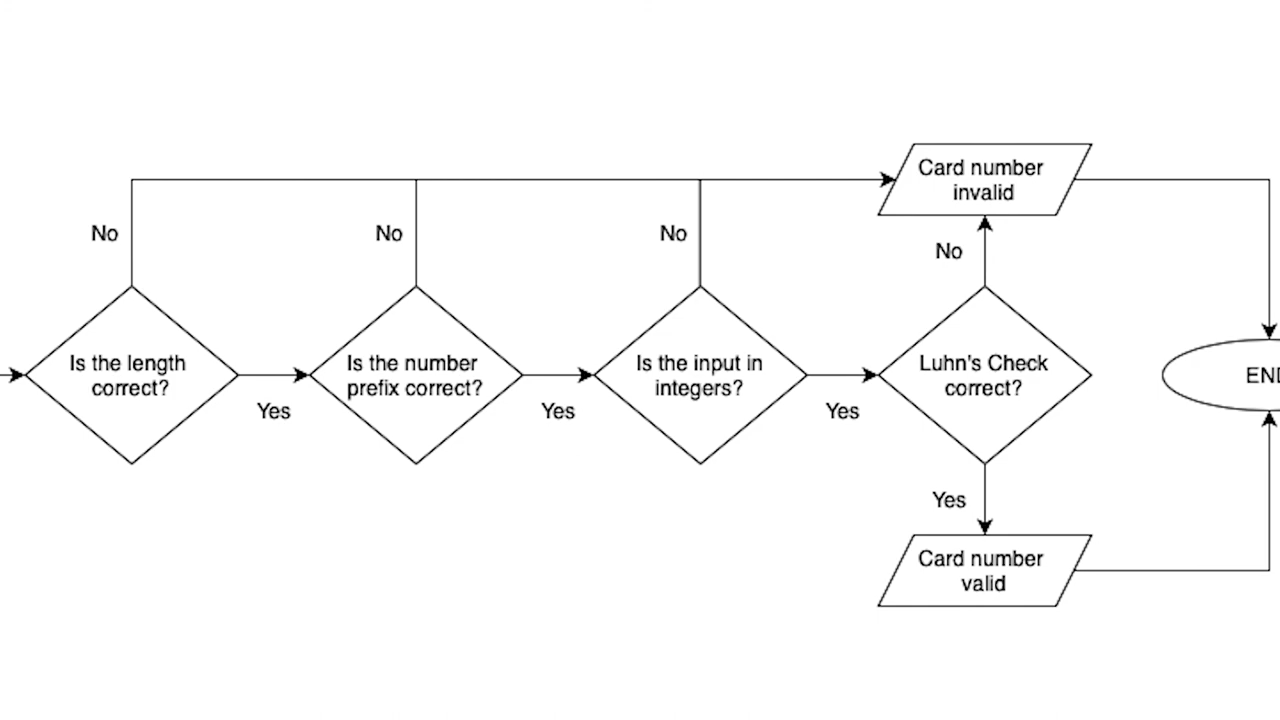 Card number
invalid
No
No
No
No
Is the length
correct?
Yes
Is the number
prefix correct?
Yes
Is the input in
integers?
Yes
Luhn's Check
correct?
Yes
Card number
valid